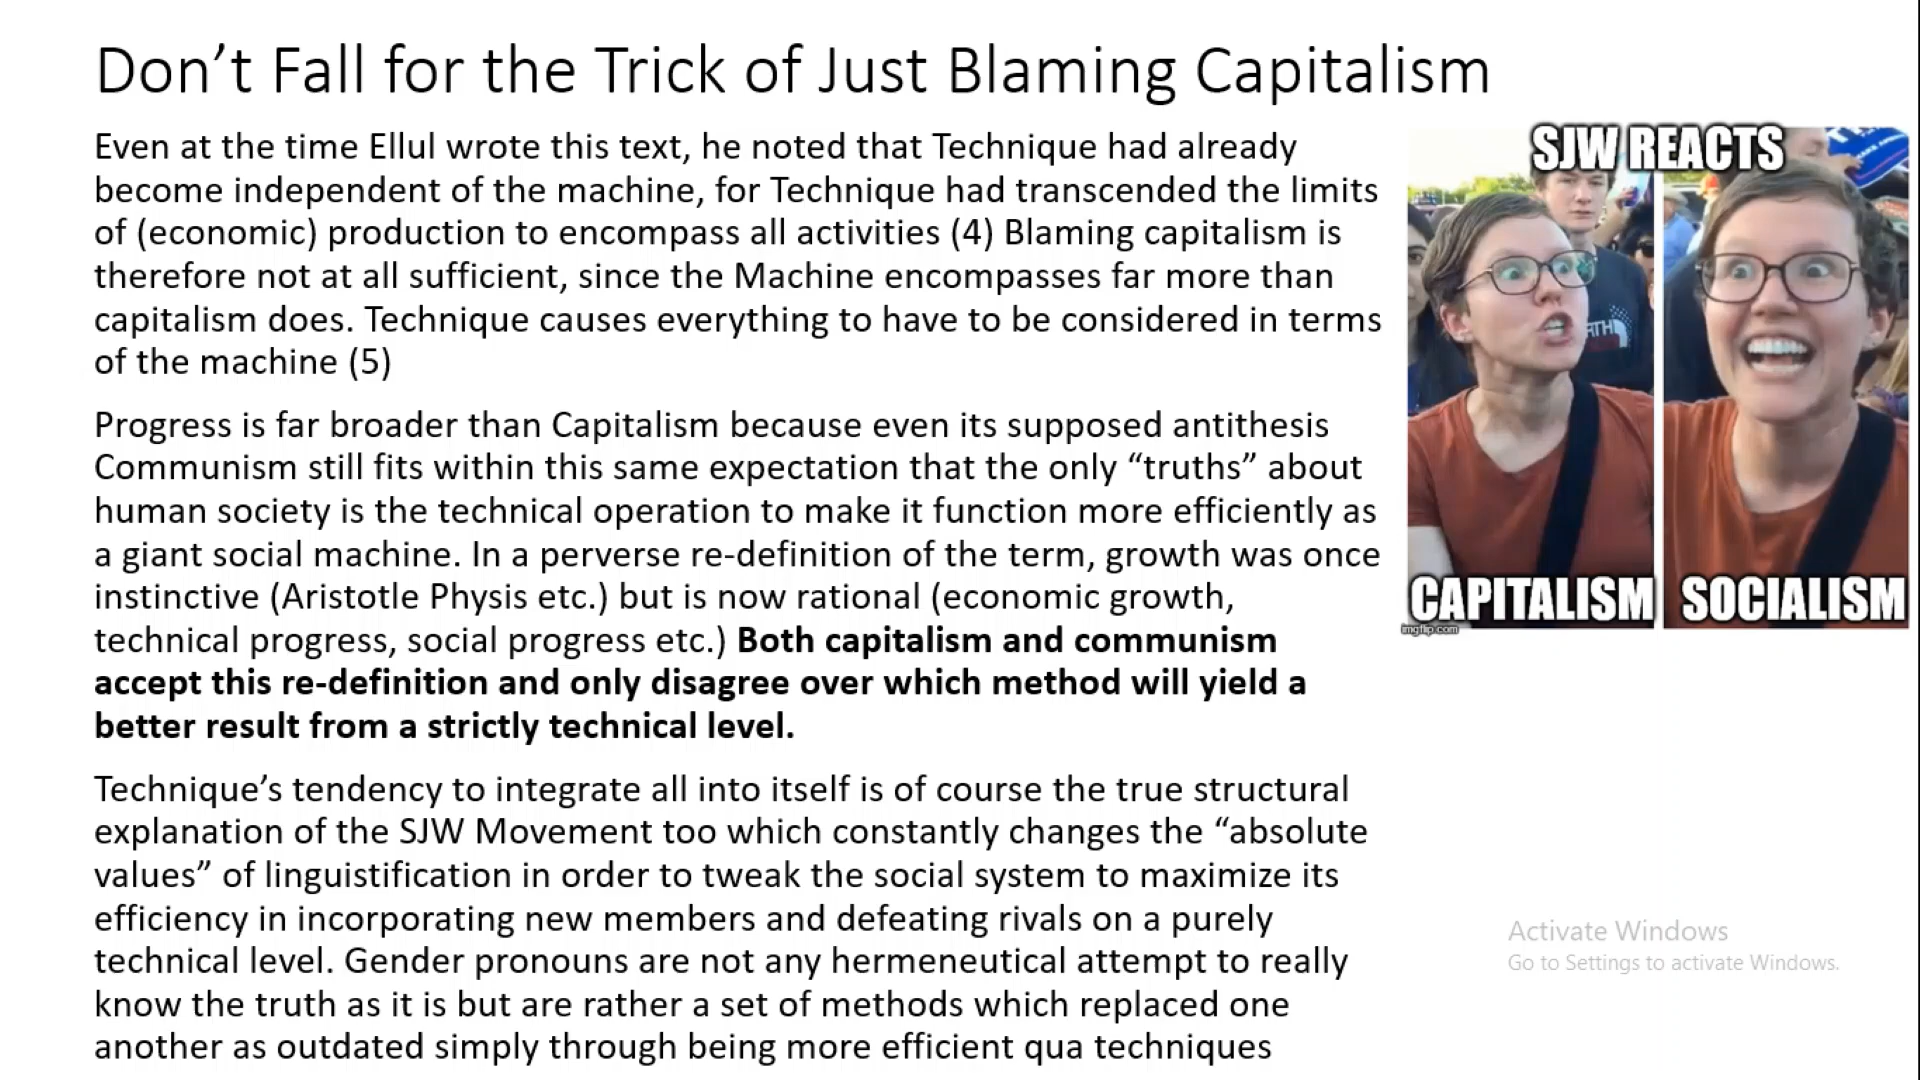 Don’t Fall for the Trick of Just Blaming Capitalism
Even at the time Ellul wrote this text, he noted that Technique had already
become independent of the machine, for Technique had transcended the limits
of (economic) production to encompass all activities (4) Blaming capitalism is
therefore not at all sufficient, since the Machine encompasses far more than
capitalism does. Technique causes everything to have to be considered in terms
of the machine (5)
Progress is far broader than Capitalism because even its supposed antithesis
Communism still fits within this same expectation that the only “truths” about
human society is the technical operation to make it function more efficiently as
a giant social machine. In a perverse re-definition of the term, growth was once
instinctive (Aristotle Physis etc.) but is now rational (economic growth,
technical progress, social progress etc.) Both capitalism and communism
accept this re-definition and only disagree over which method will yield a
better result from a strictly technical level.
Technique’s tendency to integrate all into itself is of course the true structural
explanation of the SJW Movement too which constantly changes the “absolute
values” of linguistification in order to tweak the social system to maximize its
efficiency in incorporating new members and defeating rivals on a purely
technical level. Gender pronouns are not any hermeneutical attempt to really
know the truth as it is but are rather a set of methods which replaced one
another as outdated simply through being more efficient qua techniques
SJW REACTS
CAPITALISM
SOCIALISM
imgflip.com
Activate Windows
Go to Settings to activate Windows.